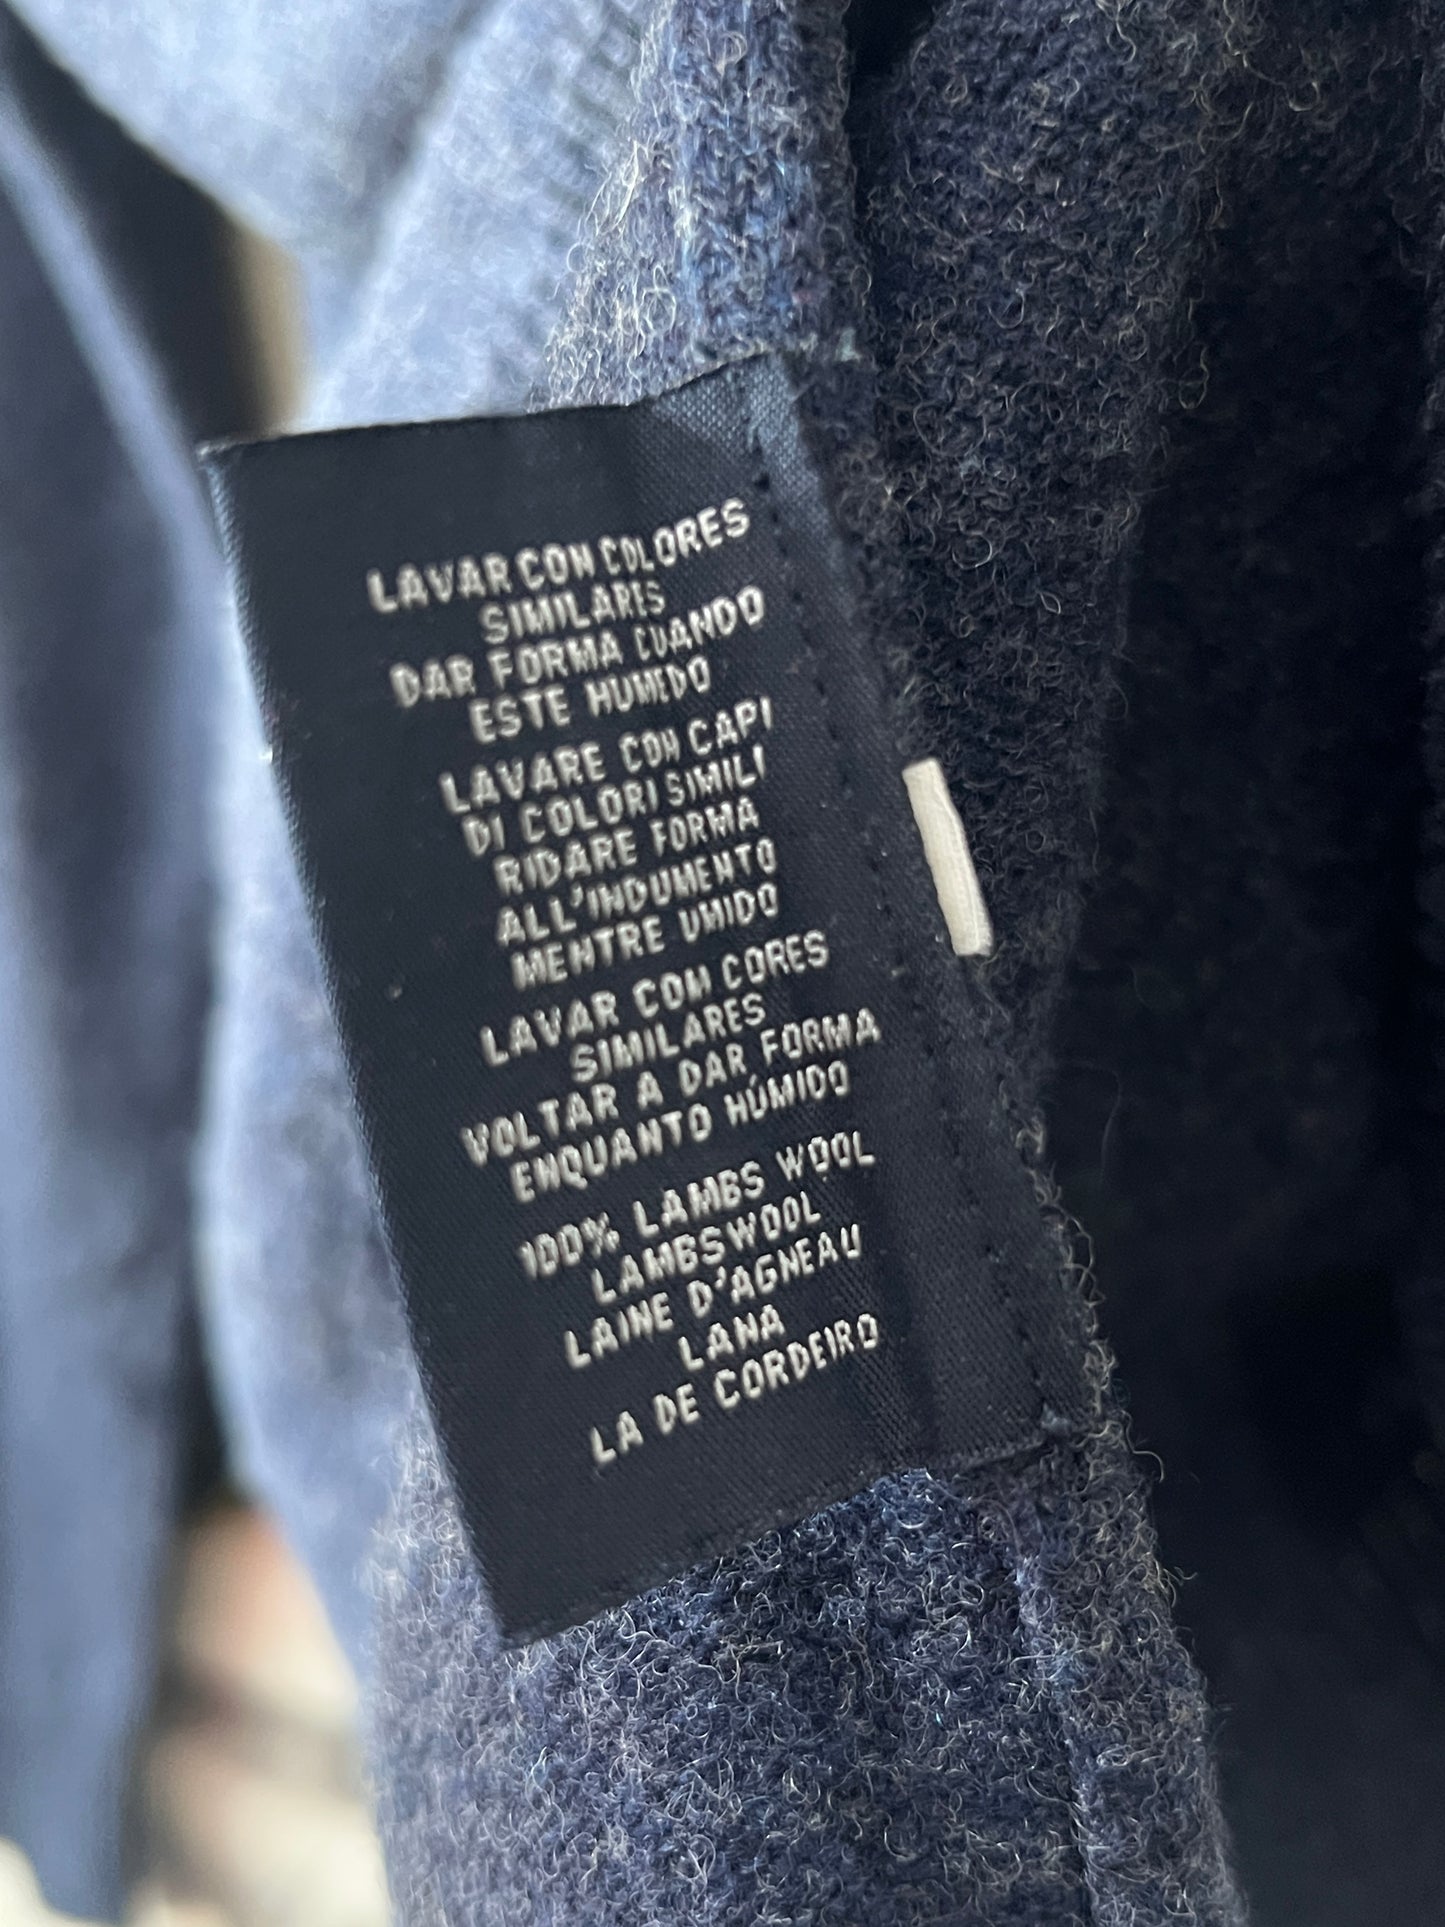 LAVAR CON COLORES
SIMILARIS
DAR FORMA CUANDO
ESTE HUMEDO
LAVARE CON CAPI
DI COLORI SIMILI
RIDARE FORMA
ALL'INDUMENTO
MENTRE UMIDO
LAVAR COM CORES
SIMILARES
VOLTAR A DAR FORMA
ENQUANTO HÚMIDO
100% LAMBS WOOL
LAMBSWOOL
LAINE D'AGNEAU
LANA
LA DE CORDEIRO